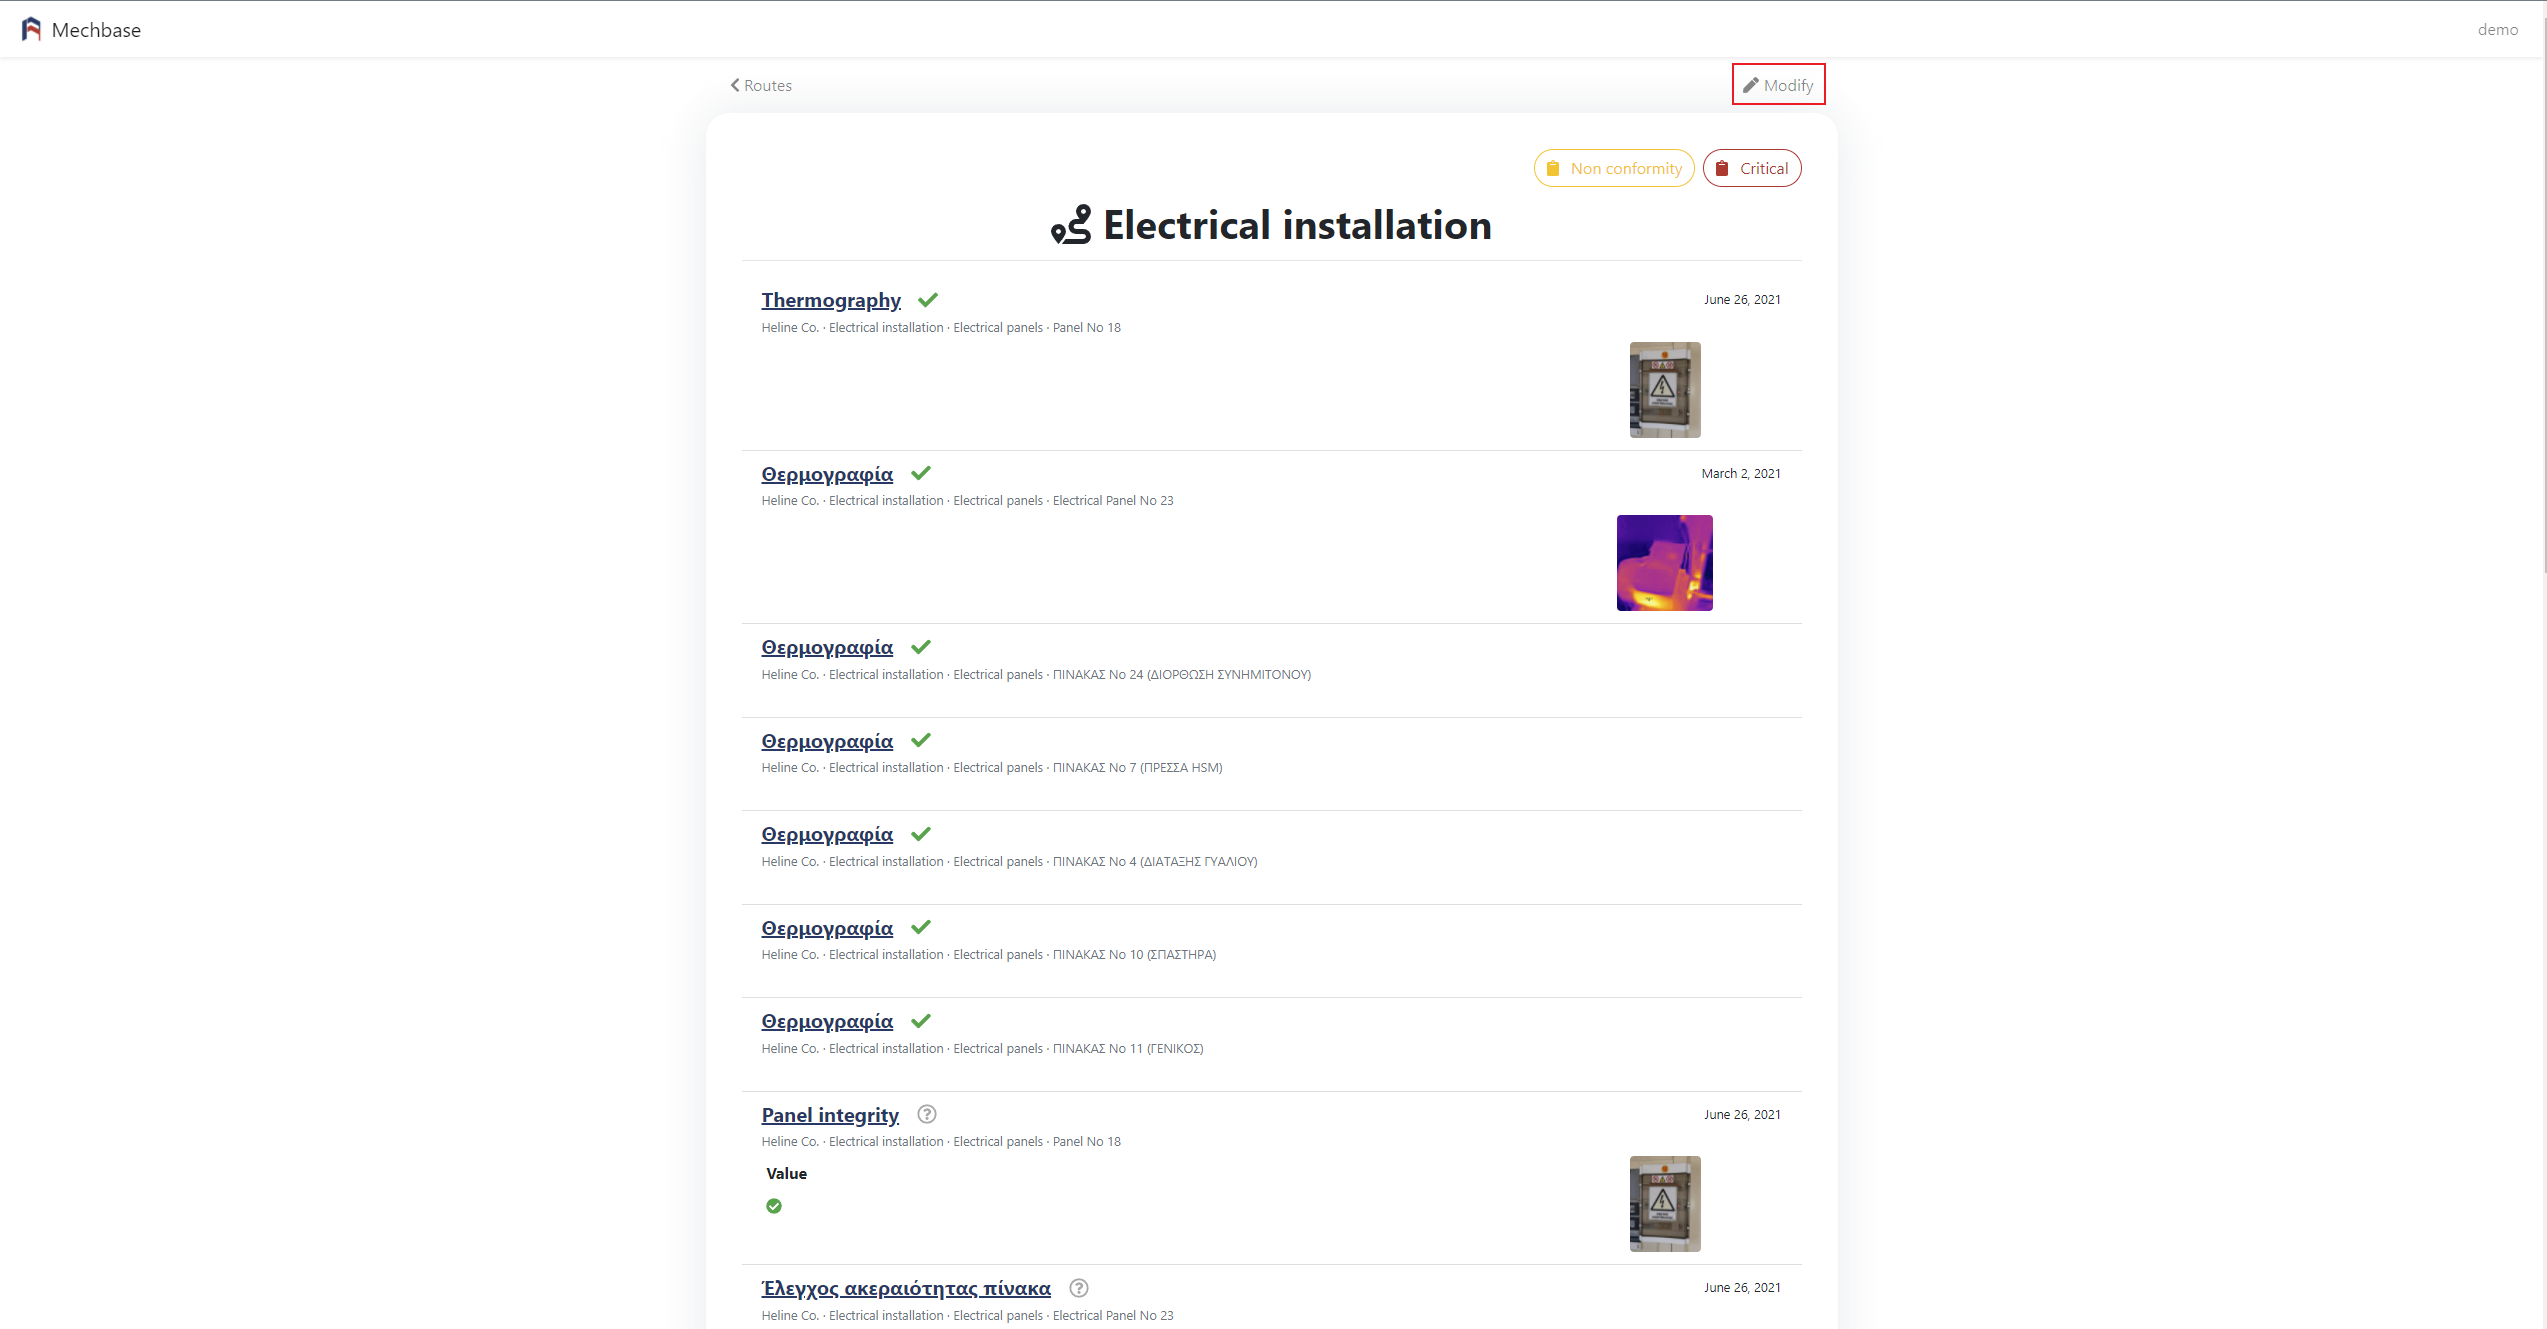 Mechbase
demo
Routes
Modify
Non conformity
Critical
Electrical installation
Thermography
June 26, 2021
Heline Co. · Electrical installation · Electrical panels · Panel No 18
Θερμογραφία
March 2, 2021
Heline Co. · Electrical installation · Electrical panels · Electrical Panel No 23
Θερμογραφία
Heline Co. · Electrical installation · Electrical panels · ΠΙΝΑΚΑΣ Νο 24 (ΔΙΟΡΘΩΣΗ ΣΥΝΗΜΙΤΟΝΟΥ)
Θερμογραφία
Heline Co. · Electrical installation · Electrical panels · ΠΙΝΑΚΑΣ Νο 7 (ΠΡΕΣΣΑ HSM)
Θερμογραφία
Heline Co. · Electrical installation · Electrical panels · ΠΙΝΑΚΑΣ Νο 4 (ΔΙΑΤΑΞΗΣ ΓΥΑΛΙΟΥ)
Θερμογραφία
Heline Co. · Electrical installation · Electrical panels · ΠΙΝΑΚΑΣ Νο 10 (ΣΠΑΣΤΗΡΑ)
Θερμογραφία
Heline Co. · Electrical installation · Electrical panels · ΠΙΝΑΚΑΣ Νο 11 (ΓΕΝΙΚΟΣ)
Panel integrity
June 26, 2021
Heline Co. · Electrical installation · Electrical panels · Panel No 18
Value
Έλεγχος ακεραιότητας πίνακα
June 26, 2021
Heline Co. · Electrical installation · Electrical panels · Electrical Panel No 23